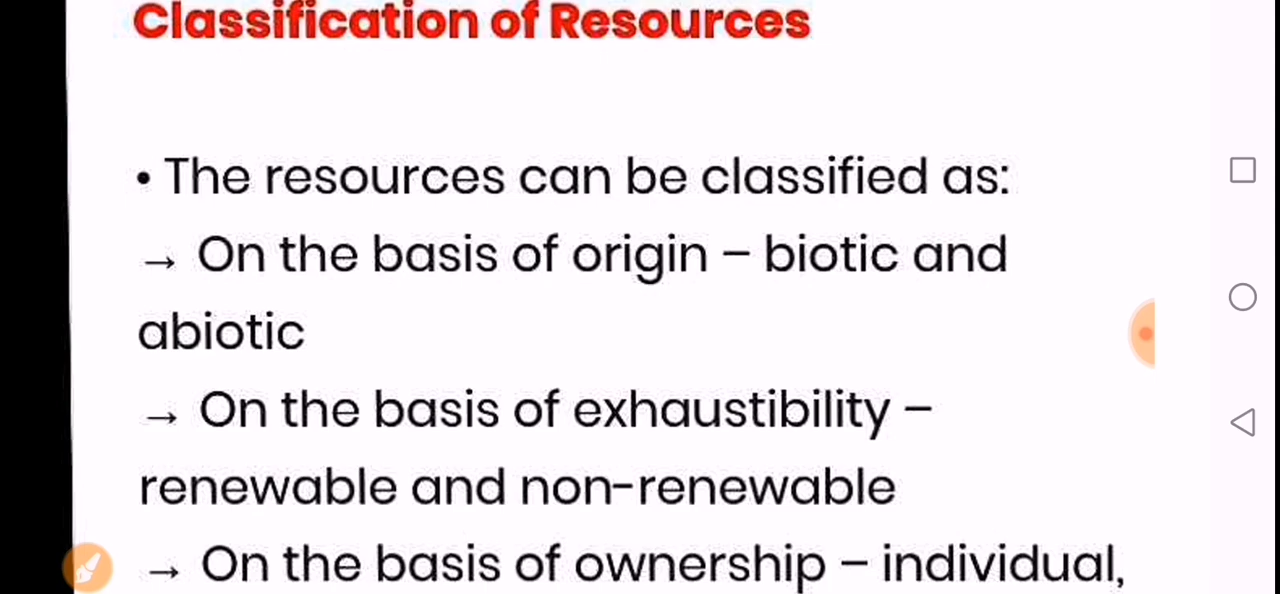 Classification of Resources
• The resources can be classified as:
→ On the basis of origin – biotic and
abiotic
→ On the basis of exhaustibility –
renewable and non-renewable
→ On the basis of ownership – individual,